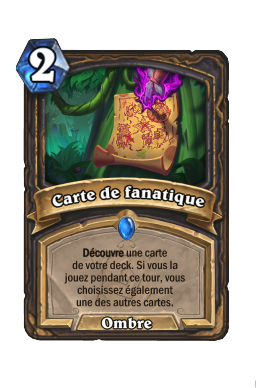 2
Carte de fanatique
Découvre une carte
de votre deck. Si vous la
jouez pendant ce tour, vous
choisissez également
une des autres cartes.
Ombre